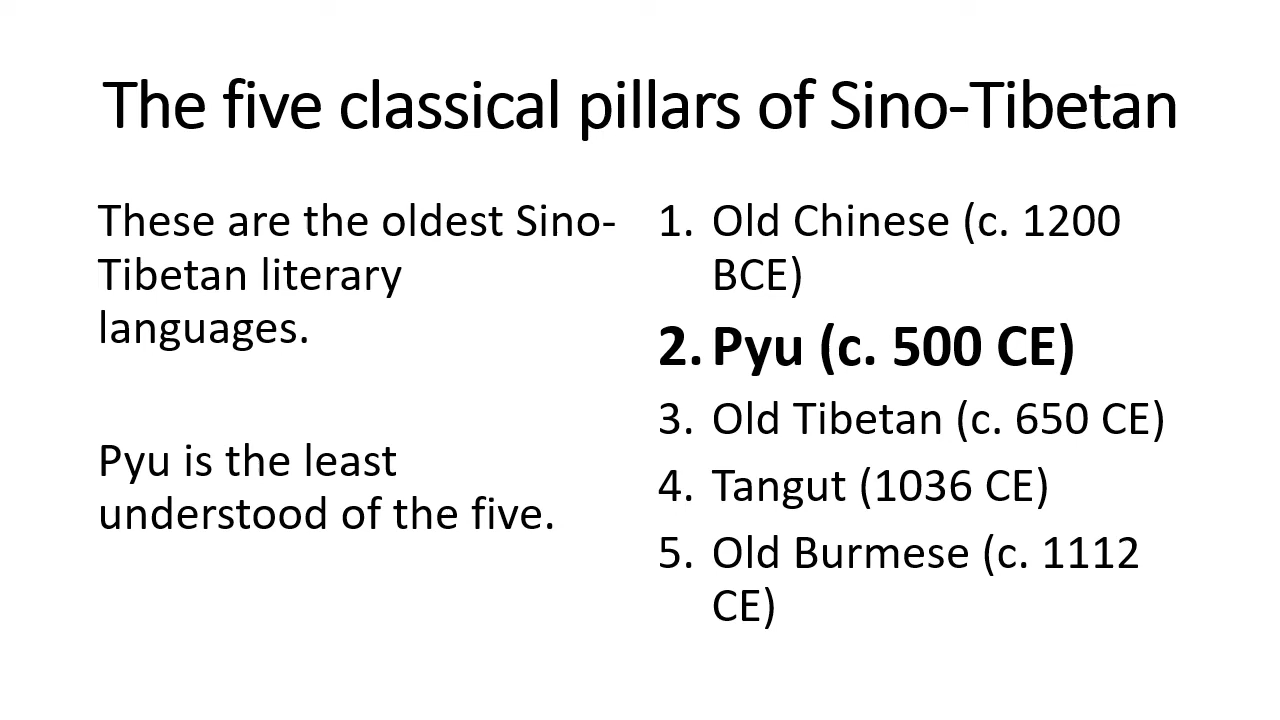 The five classical pillars of Sino-Tibetan
These are the oldest Sino-
Tibetan literary
languages.
Pyu is the least
understood of the five.
1. Old Chinese (c. 1200
BCE)
2. Pyu (c. 500 CE)
3. Old Tibetan (c. 650 CE)
4. Tangut (1036 CE)
5. Old Burmese (c. 1112
CE)